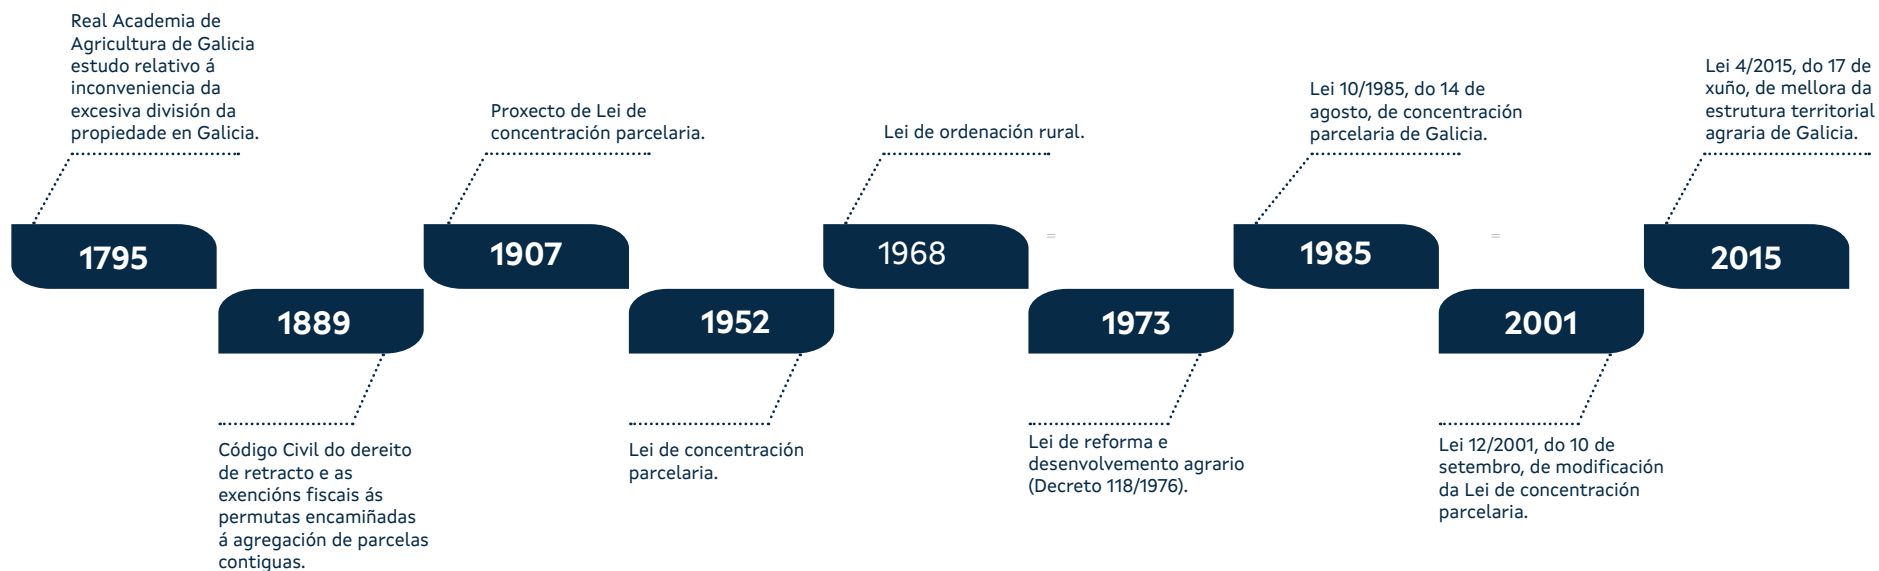 Real Academia de
Agricultura de Galicia
estudo relativo á
inconveniencia da
excesiva división da
propiedade en Galicia.
1795
1889
Código Civil do dereito
de retracto e as
exencións fiscais ás
permutas encamiñadas
á agregación de parcelas
contiguas.
Proxecto de Lei de
concentración parcelaria.
1907
1952
Lei de concentración
parcelaria.
Lei de ordenación rural.
1968
=
1973
Lei de reforma e
desenvolvemento agrario
(Decreto 118/1976).
Lei 10/1985, do 14 de
agosto, de concentración
parcelaria de Galicia.
1985
=
2001
Lei 12/2001, do 10 de
setembro, de modificación
da Lei de concentración
parcelaria.
Lei 4/2015, do 17 de
xuño, de mellora da
estrutura territorial
agraria de Galicia.
2015